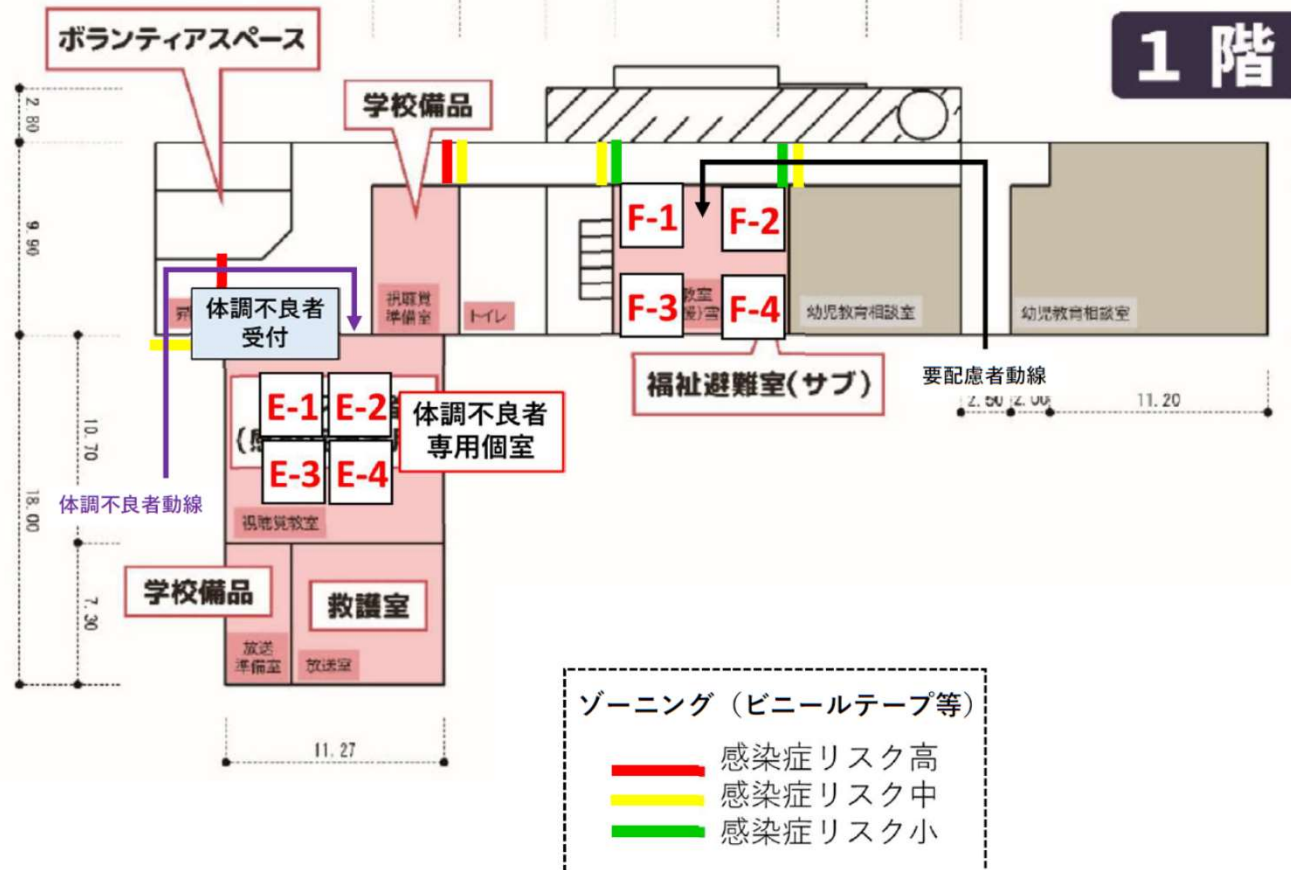 1 階
ボランティアスペース
学校備品
2.80
9.90
10.70
18.00
7.30
F-1
F-2
F-3
F-4
体調不良者
受付
視聴覚
準備室
トイレ
教室
幼児教育相談室
幼児教育相談室
福祉避難室(サブ)
要配慮者動線
2.50
2.00
11.20
E-1
E-2
E-3
E-4
体調不良者
専用個室
体調不良者動線
視聴覚教室
学校備品
救護室
放送
準備室
放送室
11.27
ゾーニング（ビニールテープ等）
感染症リスク高
感染症リスク中
感染症リスク小